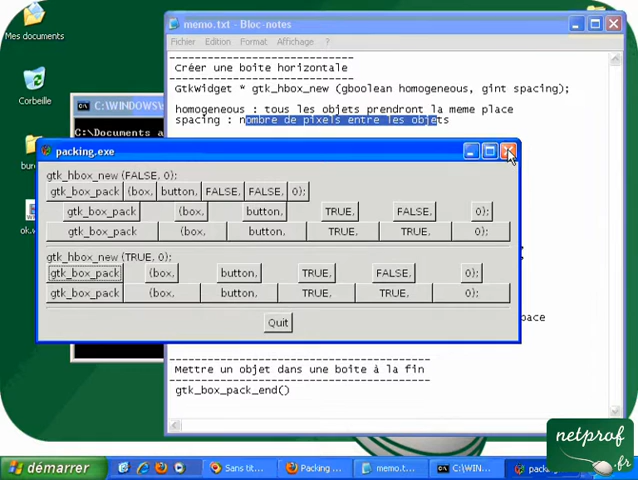 Mes documents
Corbeille
bure
ok.w
memo.txt - Bloc-notes
Fichier Edition Format Affichage ?
Créer une boite horizontale
GtkWidget * gtk_hbox_new (gboolean homogeneous, gint spacing);
homogeneous : tous les objets prendront la meme place
spacing : nombre de pixels entre les objets
C:\WINDOWS\s
C:\Documents a
packing.exe
gtk_hbox_new (FALSE, 0);
gtk_box_pack (box, button, FALSE, FALSE, 0);
gtk_box_pack (box, button, TRUE, FALSE, 0);
gtk_box_pack (box, button, TRUE, TRUE, 0);
gtk_hbox_new (TRUE, 0);
gtk_box_pack (box, button, TRUE, FALSE, 0);
gtk_box_pack (box, button, TRUE, TRUE, 0);
Quit
ace
Mettre un objet dans une boite à la fin
gtk_box_pack_end()
netprof
.fr
démarrer
Sans tit...
Packing ...
memo.t...
C:\WIN...
packin